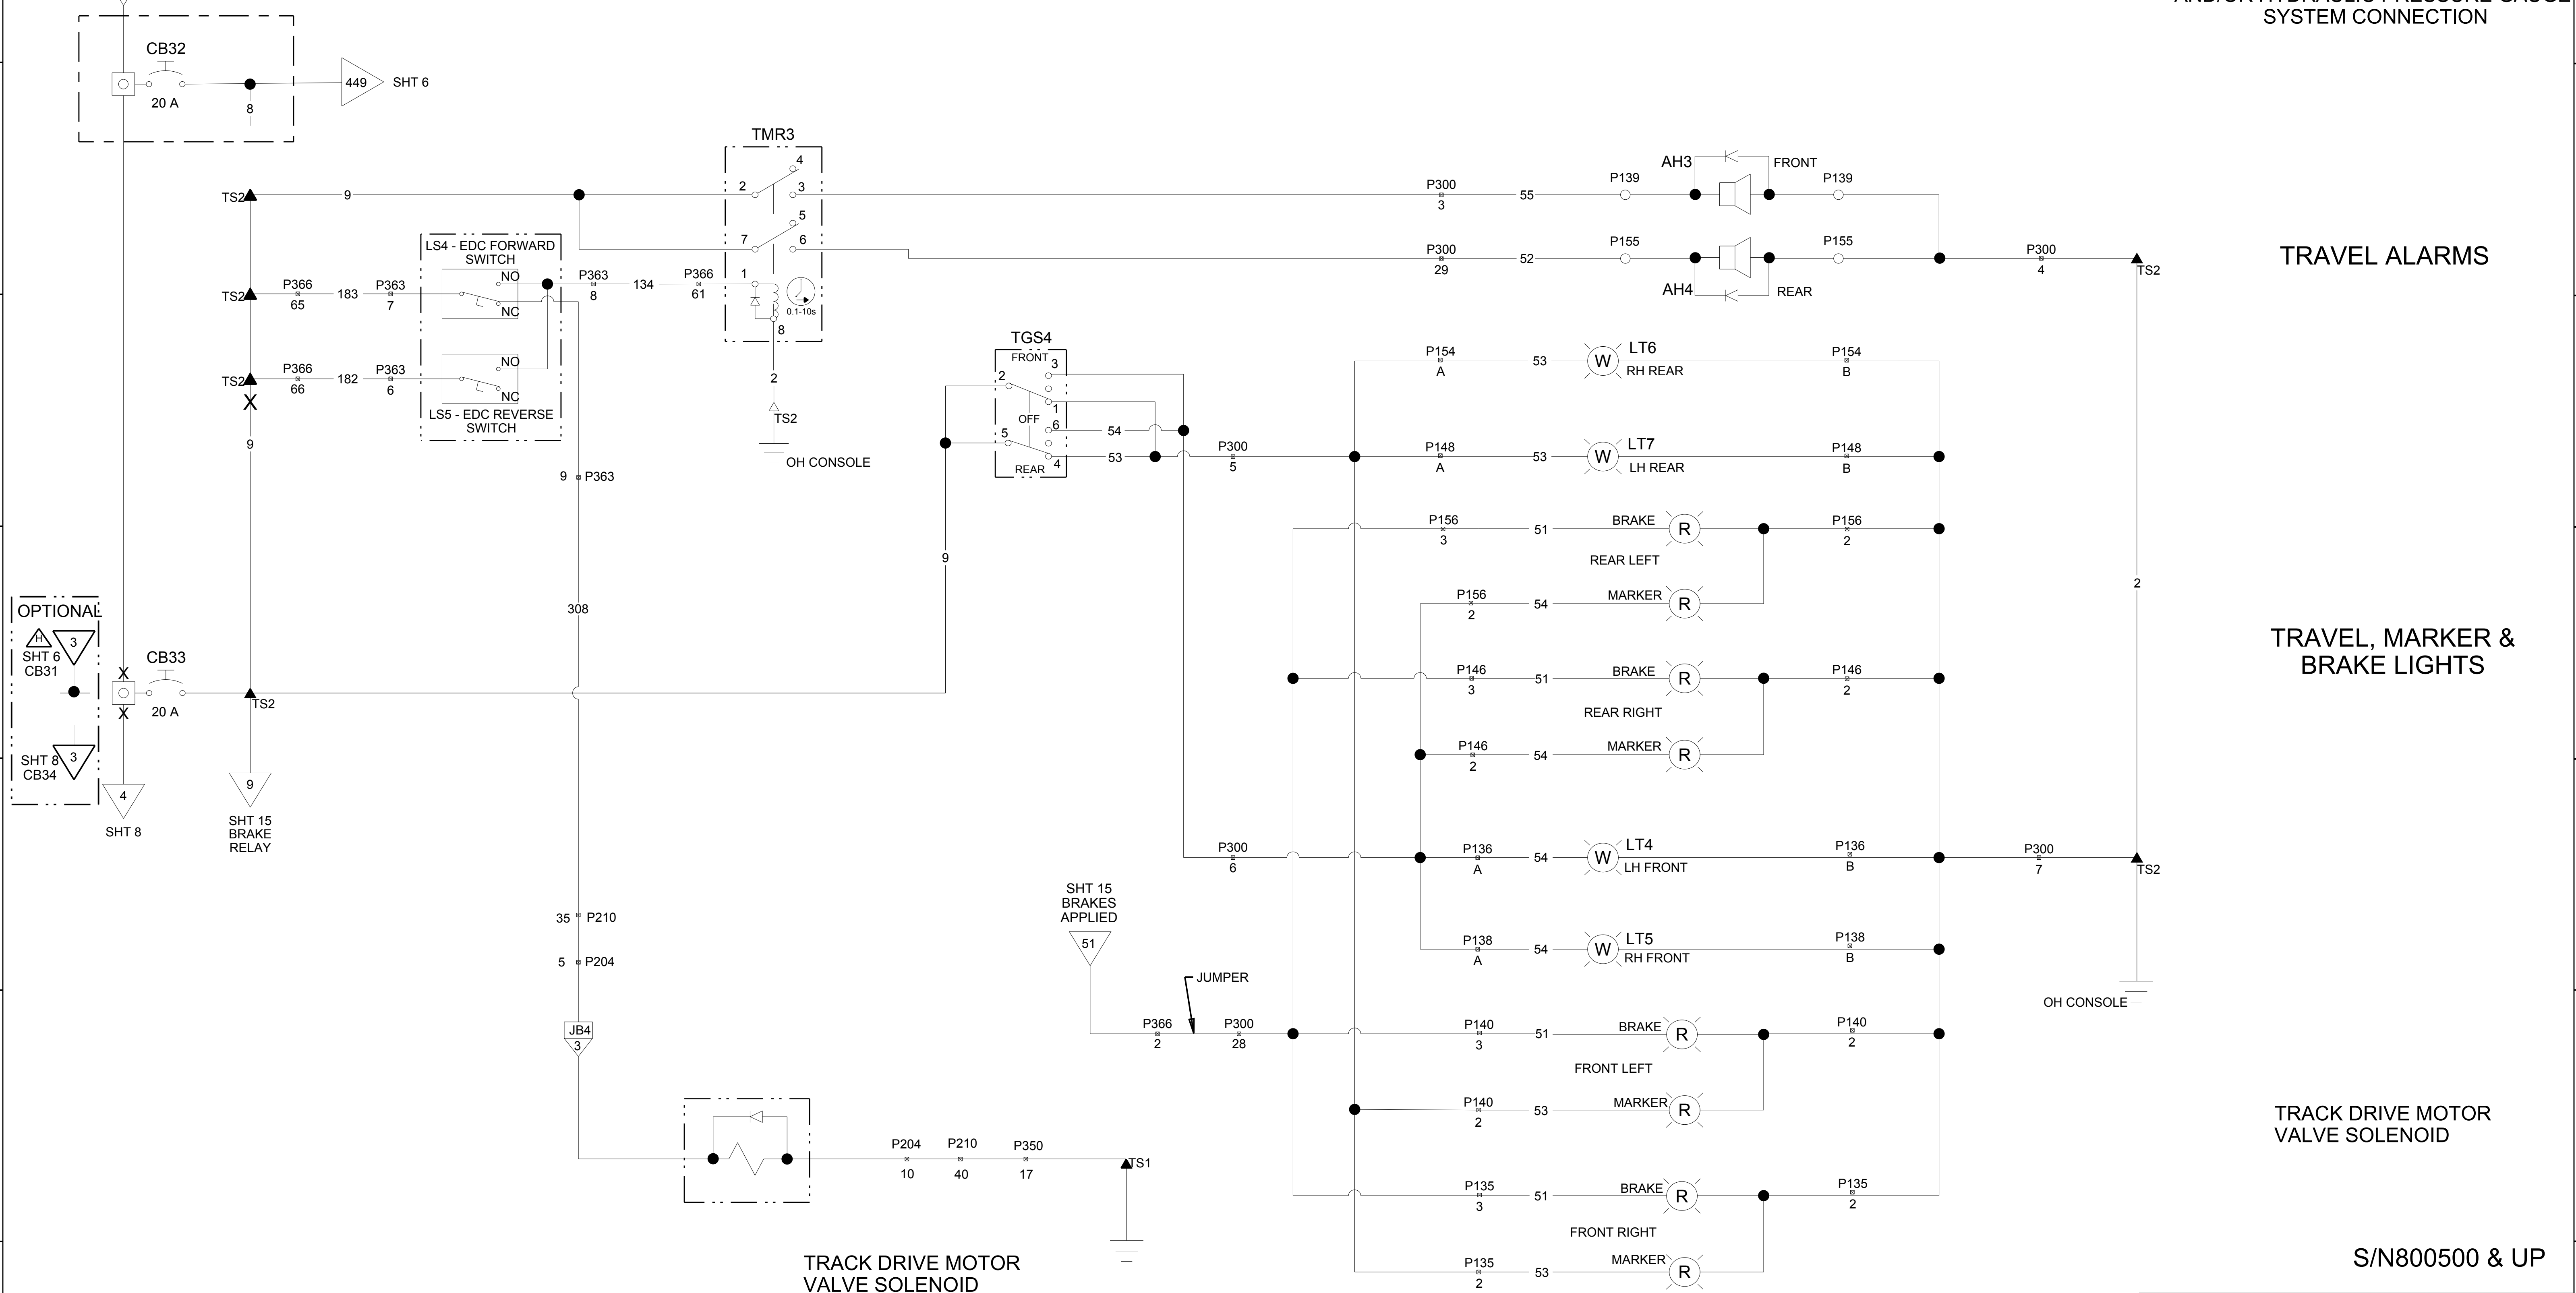 SYSTEM CONNECTION
CB32
20 A
8
449
SHT 6
TMR3
4
2
3
5
7
6
1
0.1-10s
8
2
TS2
OH CONSOLE
TS2
9
LS4 - EDC FORWARD
SWITCH
NO
NC
TS2
P366
65
183
P363
7
P363
8
134
P366
61
NO
NC
LS5 - EDC REVERSE
SWITCH
TS2
P366
66
182
P363
6
X
9
9 P363
308
P300
3
55
P139
AH3
FRONT
P139
P300
29
52
P155
AH4
REAR
P155
P300
4
TS2
TRAVEL ALARMS
TGS4
FRONT
3
2
1
OFF
6
5
4
REAR
54
53
P300
5
9
P154
A
53
W
LT6
RH REAR
P154
B
P148
A
53
W
LT7
LH REAR
P148
B
P156
3
51
BRAKE
R
P156
2
REAR LEFT
P156
2
54
MARKER
R
2
TRAVEL, MARKER &
BRAKE LIGHTS
P146
3
51
BRAKE
R
P146
2
REAR RIGHT
P146
2
54
MARKER
R
OPTIONAL
H
3
SHT 6
CB31
SHT 8
CB34
3
X
X
CB33
20 A
TS2
4
SHT 8
9
SHT 15
BRAKE
RELAY
P300
6
P136
A
54
W
LT4
LH FRONT
P136
B
P300
7
TS2
OH CONSOLE
P138
A
54
W
LT5
RH FRONT
P138
B
35 P210
5 P204
JB4
3
SHT 15
BRAKES
APPLIED
51
JUMPER
P366
2
P300
28
P140
3
51
BRAKE
R
P140
2
FRONT LEFT
P140
2
53
MARKER
R
P135
3
51
BRAKE
R
P135
2
FRONT RIGHT
P135
2
53
MARKER
R
P204
10
P210
40
P350
17
TS1
TRACK DRIVE MOTOR
VALVE SOLENOID
TRACK DRIVE MOTOR
VALVE SOLENOID
S/N800500 & UP